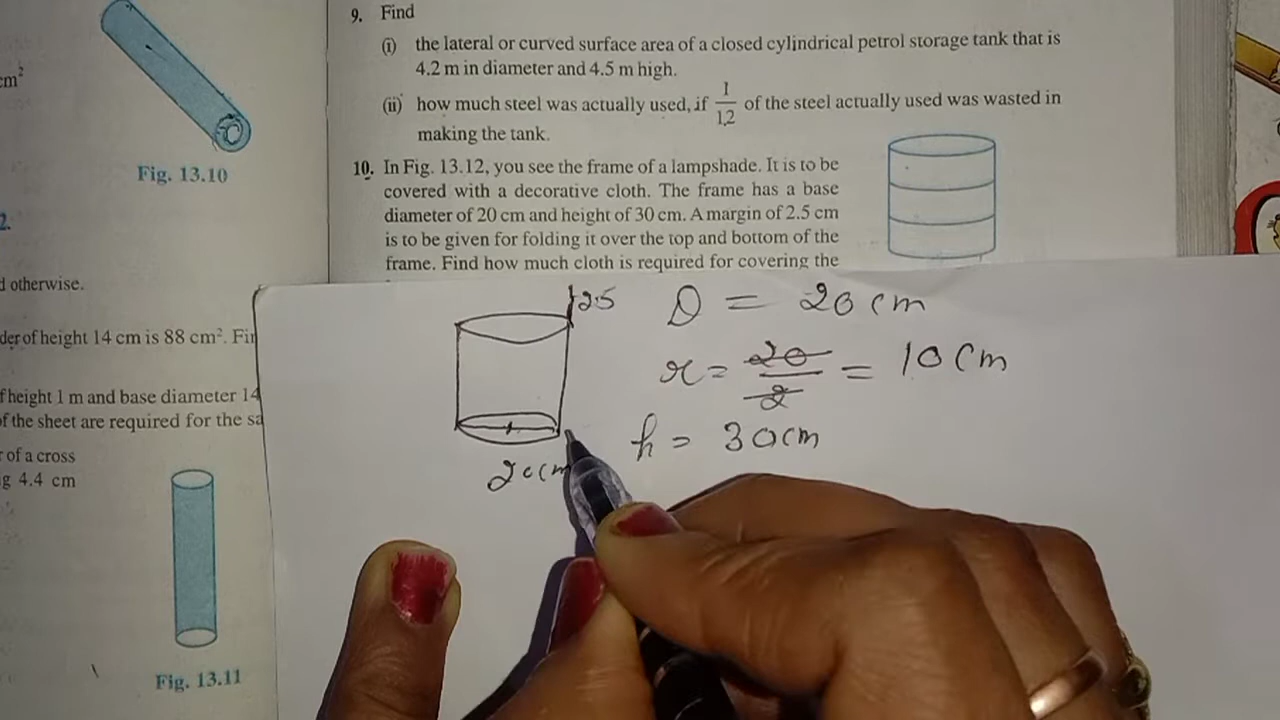 cm²
Fig. 13.10
2.
d otherwise.
der of height 14 cm is 88 cm². Fin
f height 1 m and base diameter 14
of the sheet are required for the sa
r of a cross
g 4.4 cm
Fig. 13.11
9. Find
(i) the lateral or curved surface area of a closed cylindrical petrol storage tank that is
4.2 m in diameter and 4.5 m high.
(ii) how much steel was actually used, if 1/12 of the steel actually used was wasted in
making the tank.
10. In Fig. 13.12, you see the frame of a lampshade. It is to be
covered with a decorative cloth. The frame has a base
diameter of 20 cm and height of 30 cm. A margin of 2.5 cm
is to be given for folding it over the top and bottom of the
frame. Find how much cloth is required for covering the
2.5
20cm
D = 20 cm
r = 20/2 = 10 cm
h = 30cm